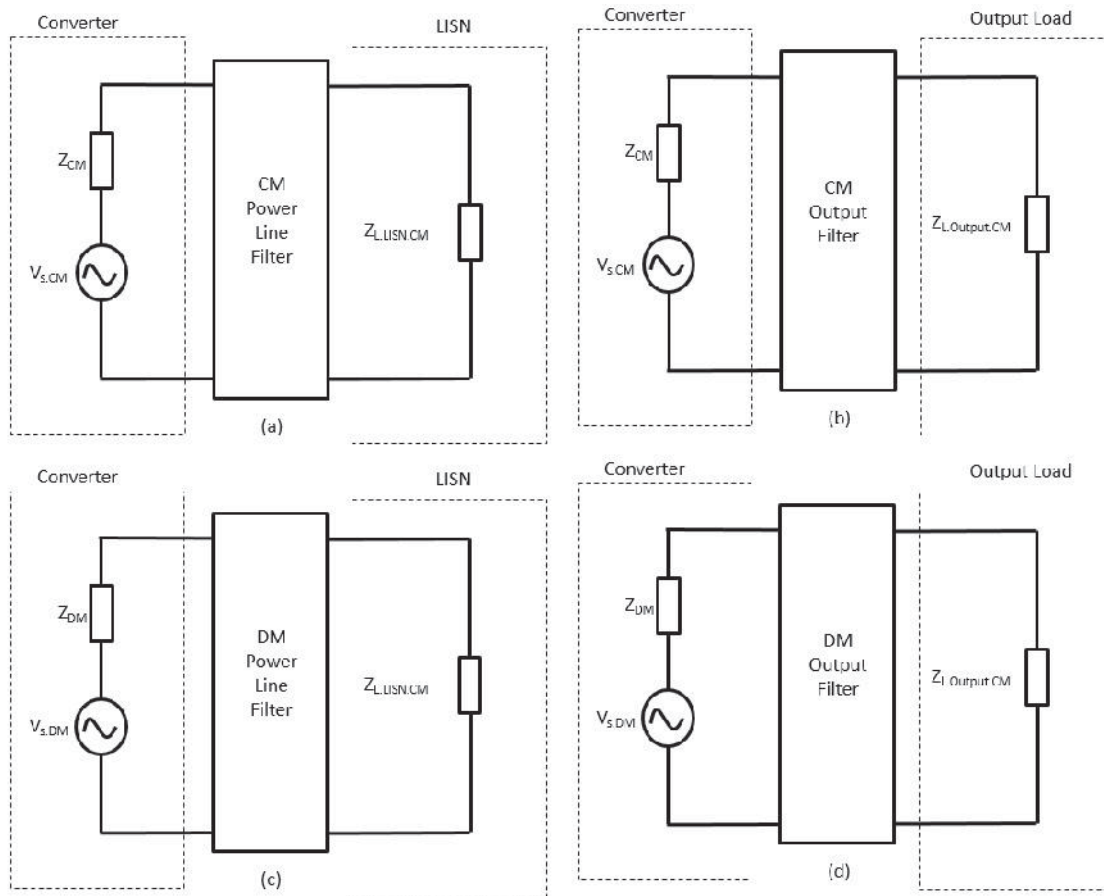 Converter
LISN
Z_CM
V_s.CM
CM
Power
Line
Filter
Z_L.LISN.CM
(a)
Converter
Output Load
Z_CM
V_s.CM
CM
Output
Filter
Z_L.Output.CM
(b)
Converter
LISN
Z_DM
V_s.DM
DM
Power
Line
Filter
Z_L.LISN.CM
(c)
Converter
Output Load
Z_DM
V_s.DM
DM
Output
Filter
Z_L.Output.CM
(d)